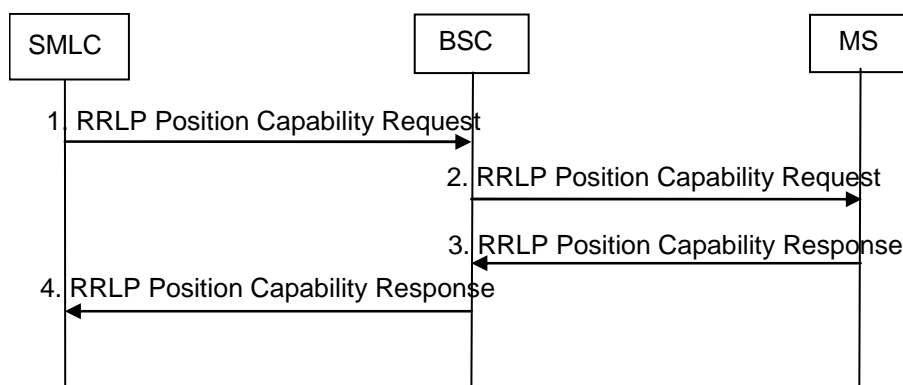 SMLC
BSC
MS
1. RRLP Position Capability Request
2. RRLP Position Capability Request
3. RRLP Position Capability Response
4. RRLP Position Capability Response